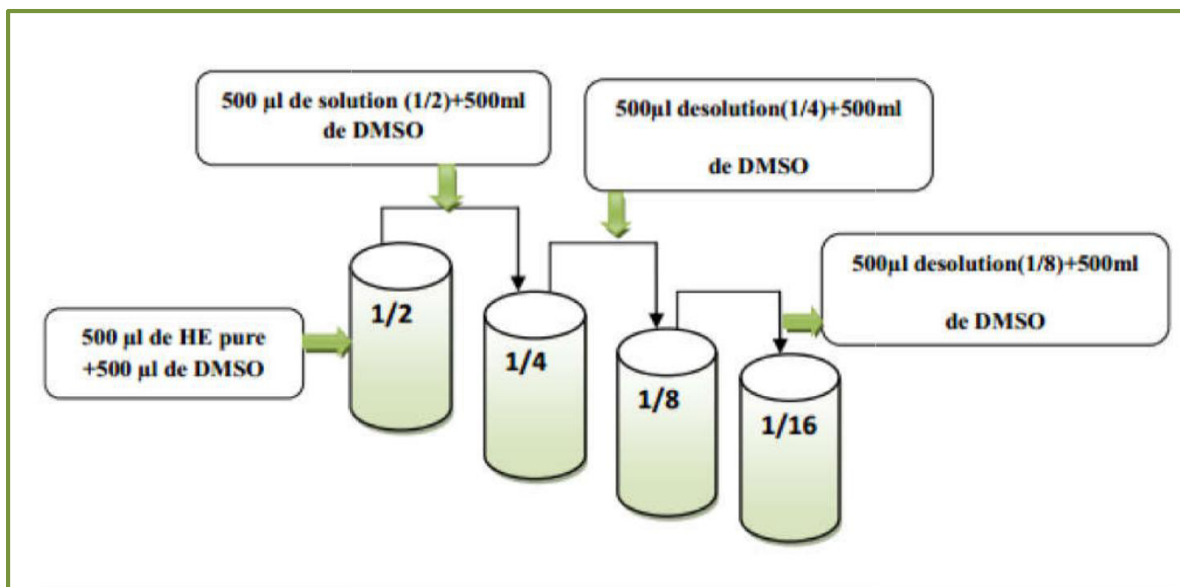 500 µl de solution (1/2)+500ml
de DMSO
500µl desolution(1/4)+500ml
de DMSO
500µl desolution(1/8)+500ml
de DMSO
500 µl de HE pure
+500 µl de DMSO
1/2
1/4
1/8
1/16